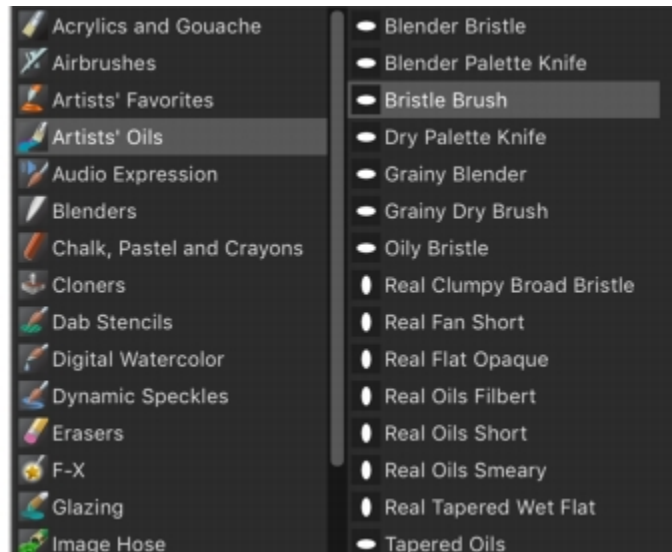 Acrylics and Gouache
Airbrushes
Artists' Favorites
Artists' Oils
Audio Expression
Blenders
Chalk, Pastel and Crayons
Cloners
Dab Stencils
Digital Watercolor
Dynamic Speckles
Erasers
F-X
Glazing
Image Hose
Blender Bristle
Blender Palette Knife
Bristle Brush
Dry Palette Knife
Grainy Blender
Grainy Dry Brush
Oily Bristle
Real Clumpy Broad Bristle
Real Fan Short
Real Flat Opaque
Real Oils Filbert
Real Oils Short
Real Oils Smeary
Real Tapered Wet Flat
Tapered Oils